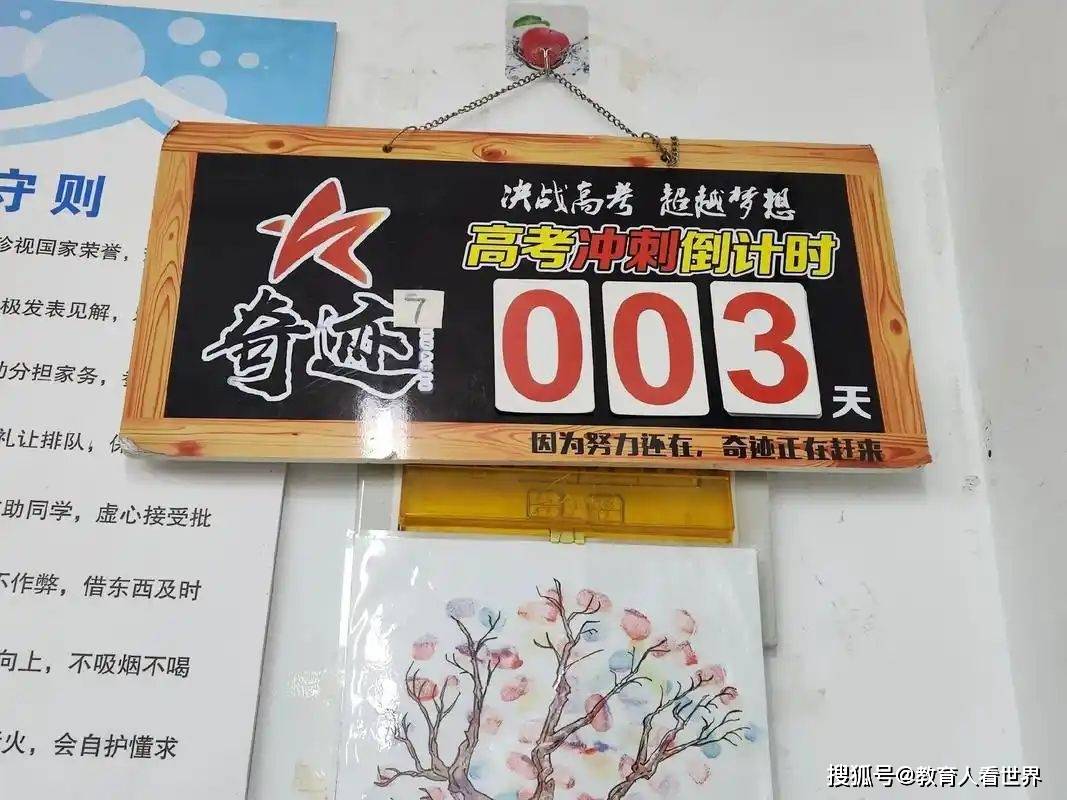 守则
珍视国家荣誉，
极发表见解，
分担家务，
礼让排队，
助同学，虚心接受批
不作弊，借东西及时
向上，不吸烟不喝
火，会自护懂求
决战高考 超越梦想
高考冲刺倒计时
奇迹
7
003天
因为努力还在，奇迹正在赶来
搜狐号@教育人看世界